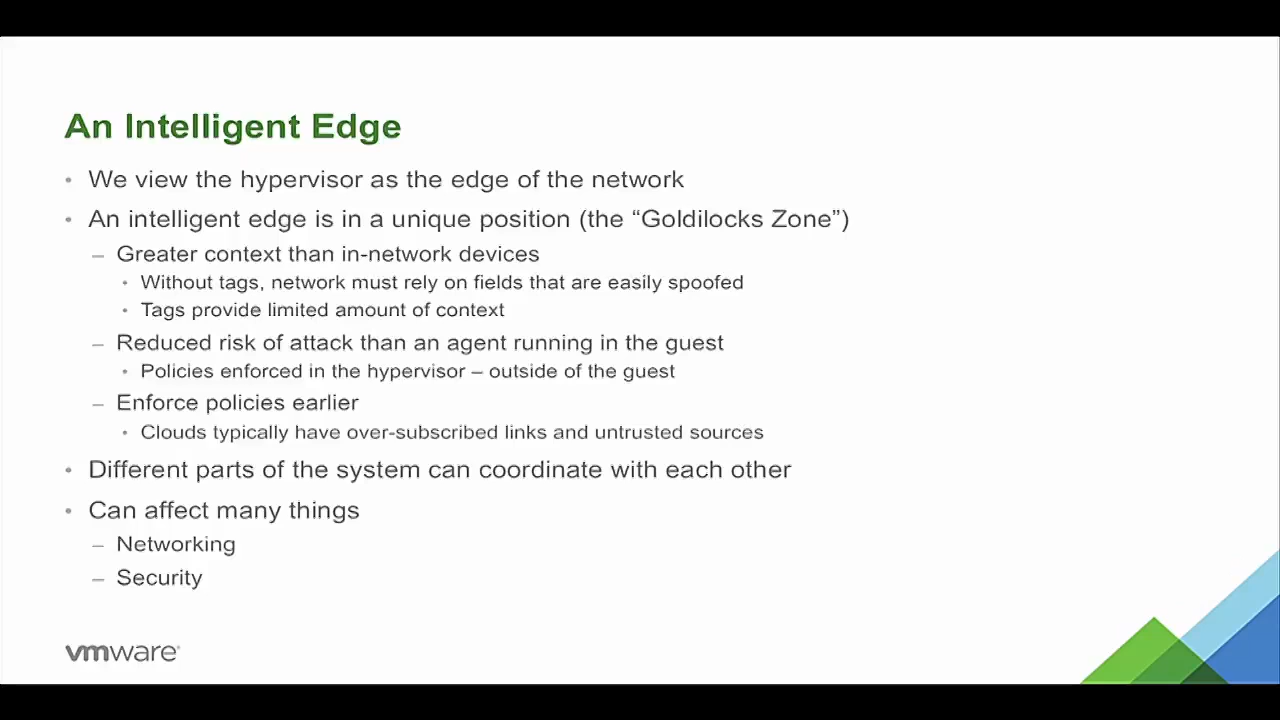 An Intelligent Edge
• We view the hypervisor as the edge of the network
• An intelligent edge is in a unique position (the “Goldilocks Zone”)
– Greater context than in-network devices
• Without tags, network must rely on fields that are easily spoofed
• Tags provide limited amount of context
– Reduced risk of attack than an agent running in the guest
• Policies enforced in the hypervisor – outside of the guest
– Enforce policies earlier
• Clouds typically have over-subscribed links and untrusted sources
• Different parts of the system can coordinate with each other
• Can affect many things
– Networking
– Security
vmware®